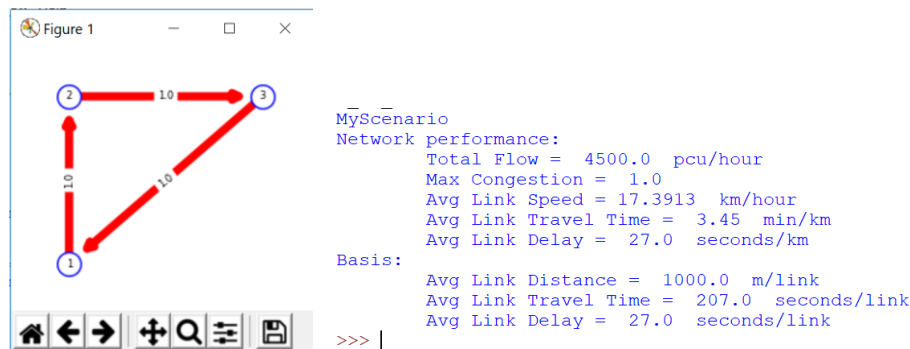 Figure 1
2
1.0
3
1.0
1.0
1
MyScenario
Network performance:
Total Flow =  4500.0  pcu/hour
Max Congestion =  1.0
Avg Link Speed = 17.3913  km/hour
Avg Link Travel Time =  3.45  min/km
Avg Link Delay =  27.0  seconds/km
Basis:
Avg Link Distance =  1000.0  m/link
Avg Link Travel Time =  207.0  seconds/link
Avg Link Delay =  27.0  seconds/link
>>>